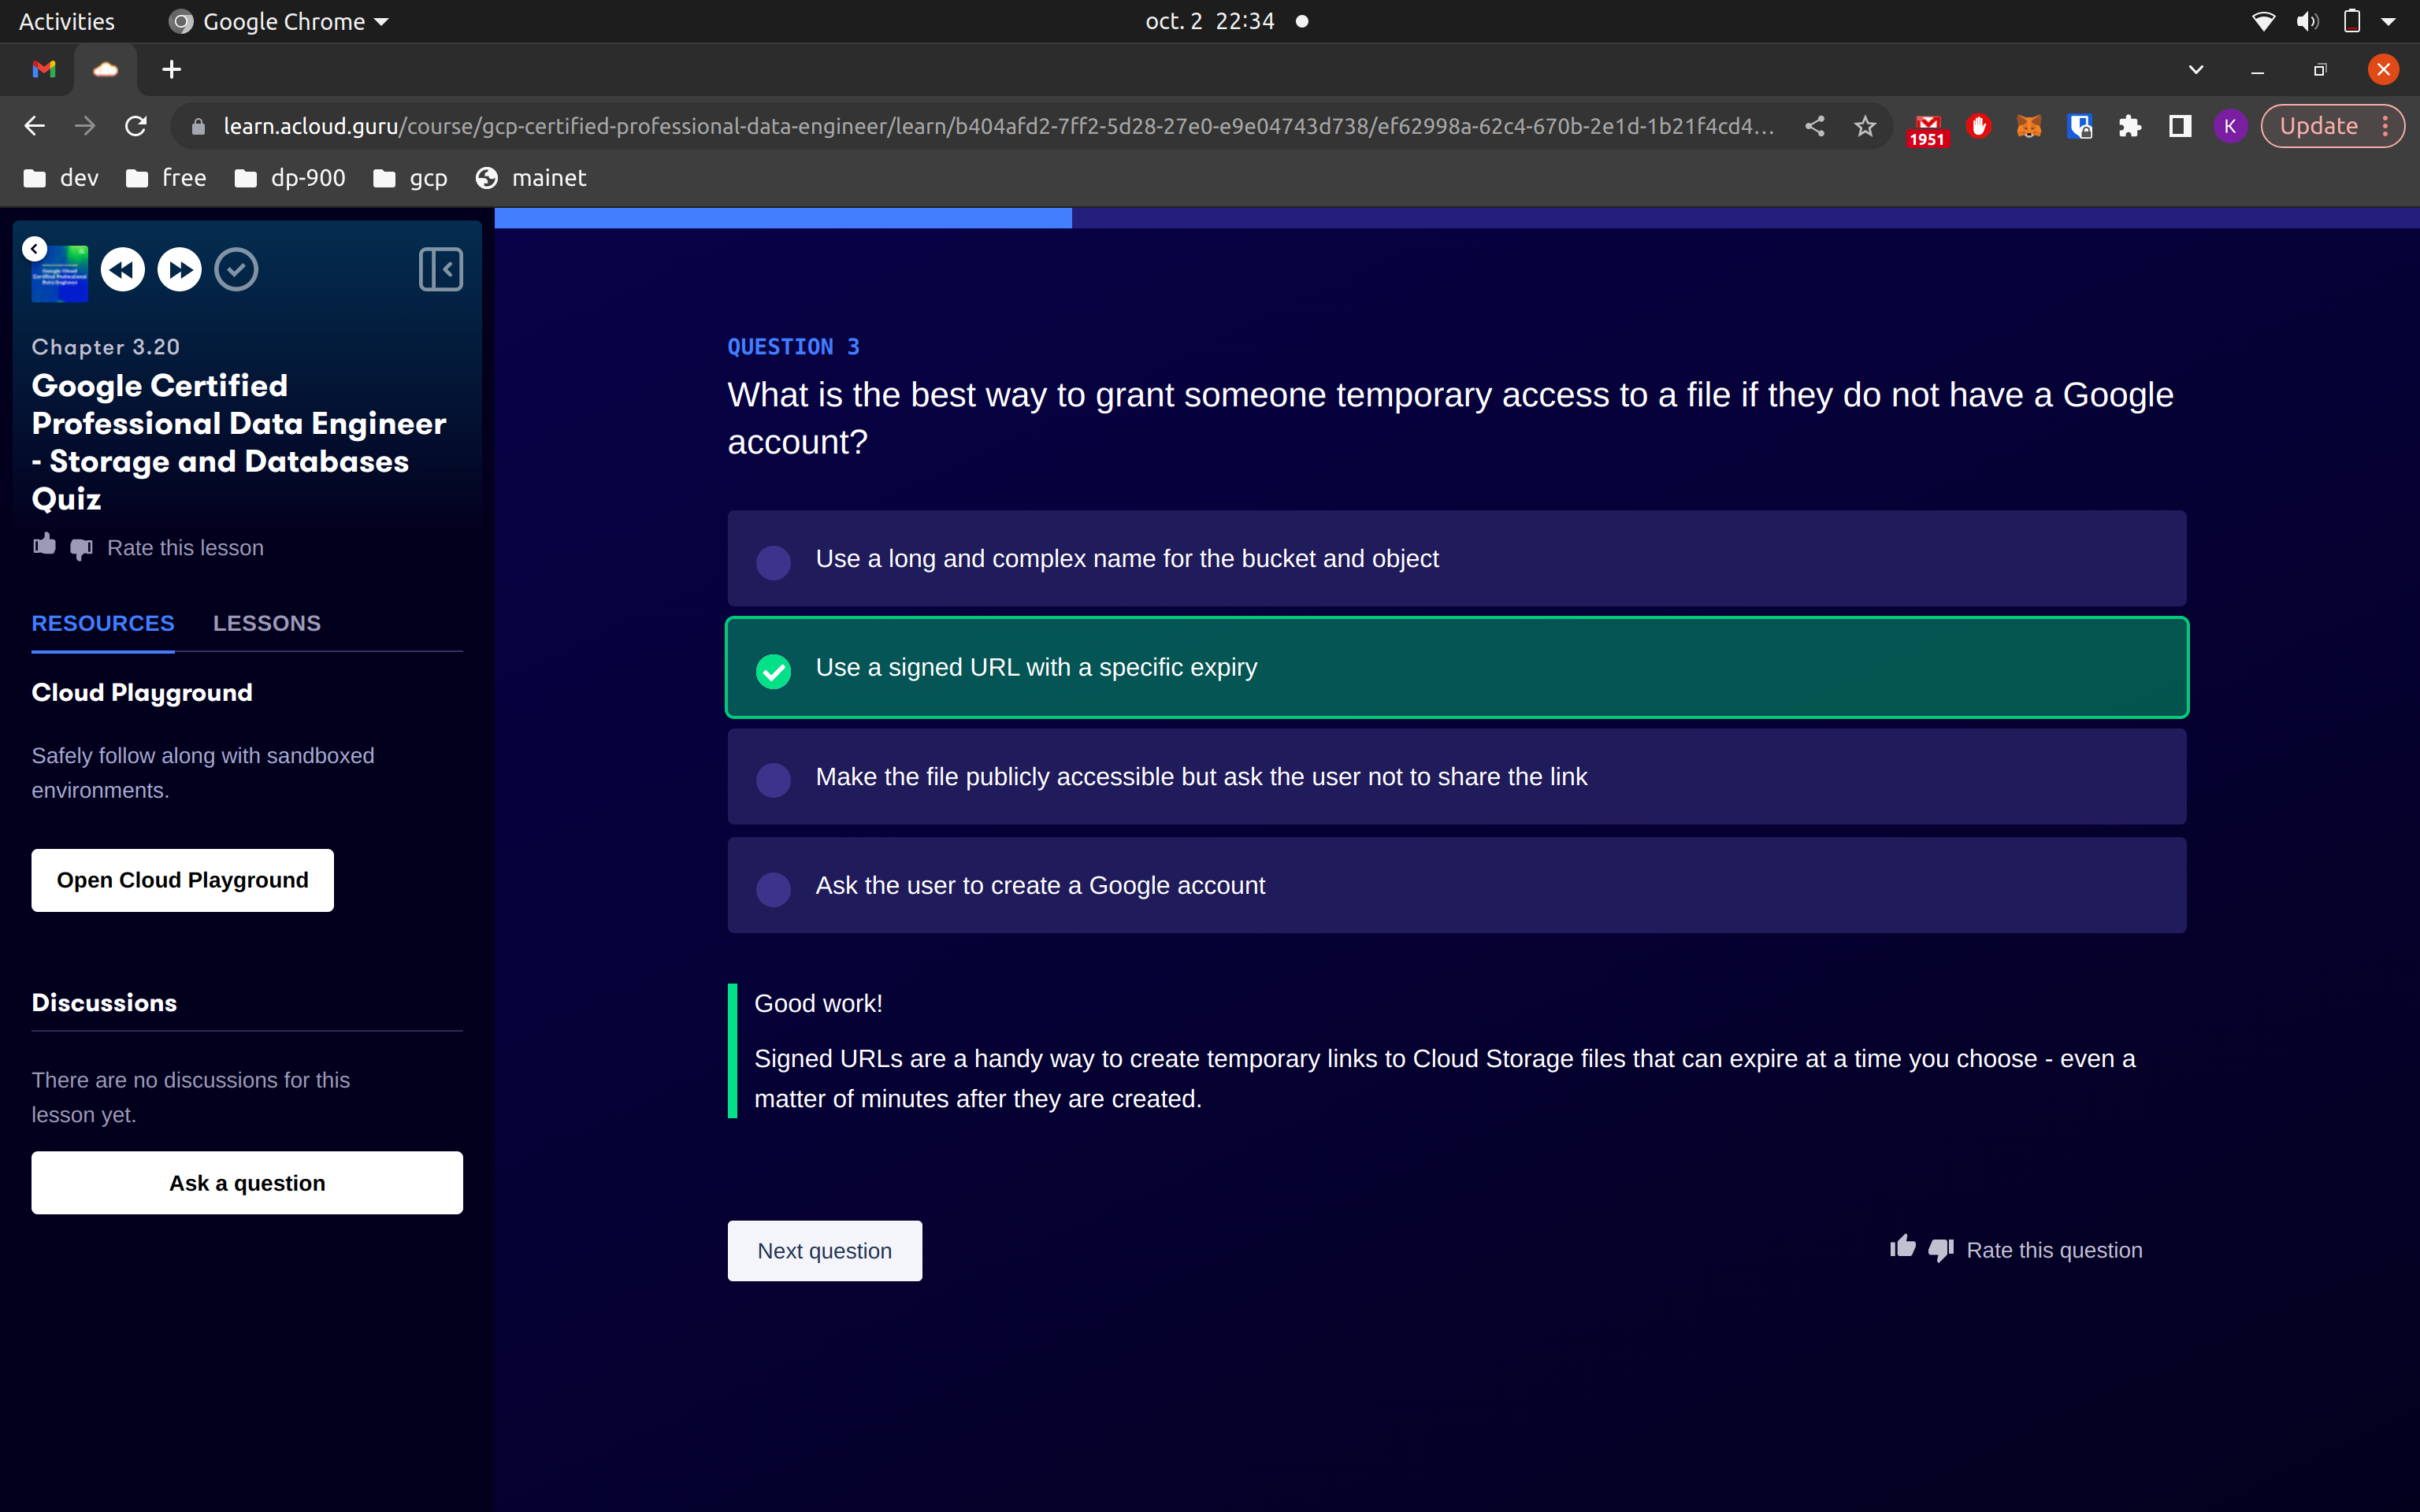 Activities
Google Chrome
oct. 2 22:34
learn.acloud.guru/course/gcp-certified-professional-data-engineer/learn/b404afd2-7ff2-5d28-27e0-e9e04743d738/ef62998a-62c4-670b-2e1d-1b21f4cd4...
1951
K
Update
dev
free
dp-900
gcp
mainet
Chapter 3.20
Google Certified
Professional Data Engineer
- Storage and Databases
Quiz
Rate this lesson
RESOURCES
LESSONS
Cloud Playground
Safely follow along with sandboxed
environments.
Open Cloud Playground
Discussions
There are no discussions for this
lesson yet.
Ask a question
QUESTION 3
What is the best way to grant someone temporary access to a file if they do not have a Google
account?
Use a long and complex name for the bucket and object
Use a signed URL with a specific expiry
Make the file publicly accessible but ask the user not to share the link
Ask the user to create a Google account
Good work!
Signed URLs are a handy way to create temporary links to Cloud Storage files that can expire at a time you choose - even a
matter of minutes after they are created.
Next question
Rate this question